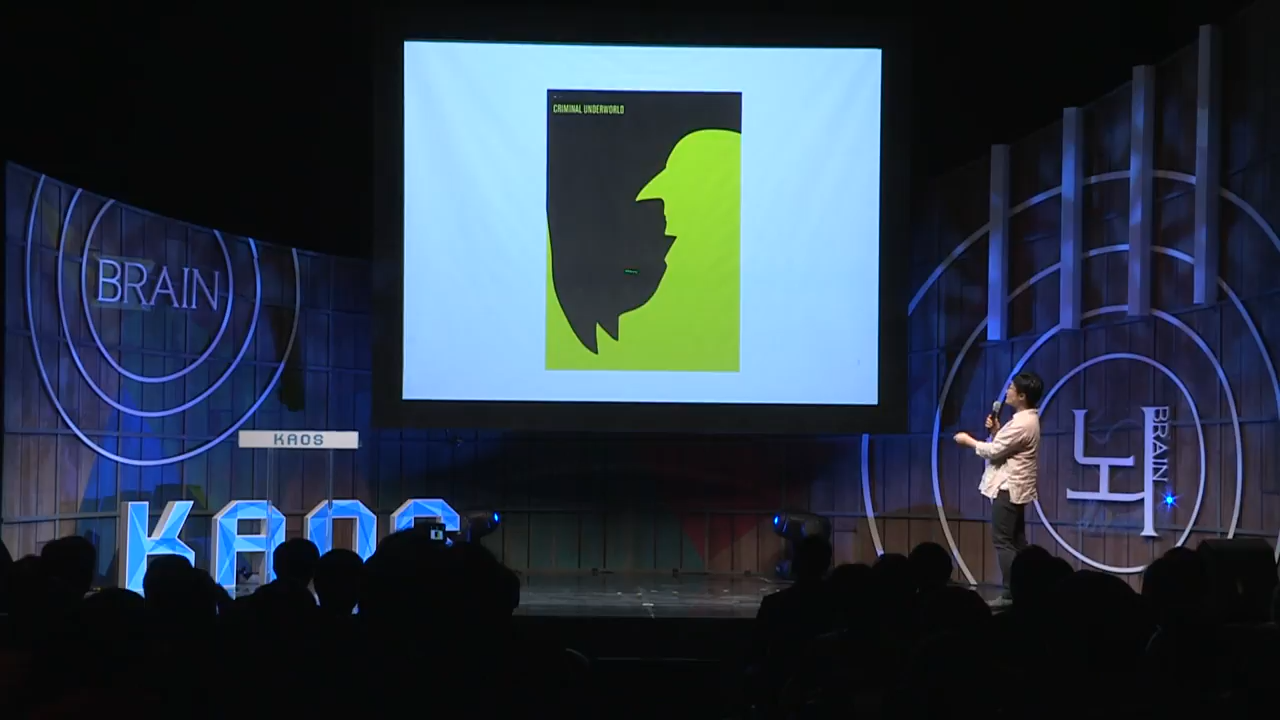 CRIMINAL UNDERWORLD
BRAIN
KAOS
KAOS
뇌
BRAIN